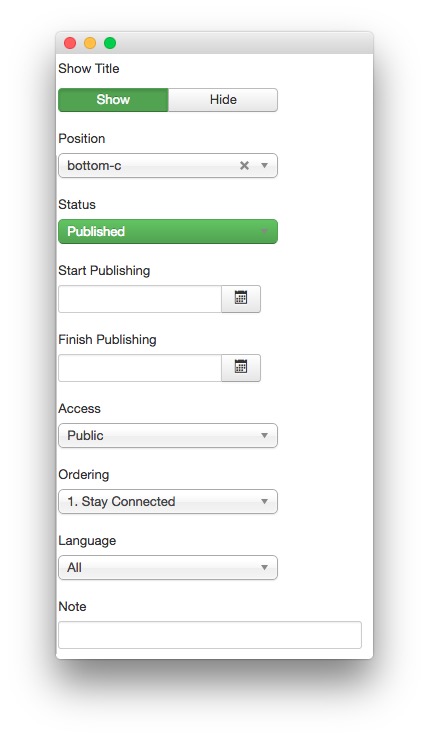 Show Title
Show Hide
Position
bottom-c
Status
Published
Start Publishing
Finish Publishing
Access
Public
Ordering
1. Stay Connected
Language
All
Note